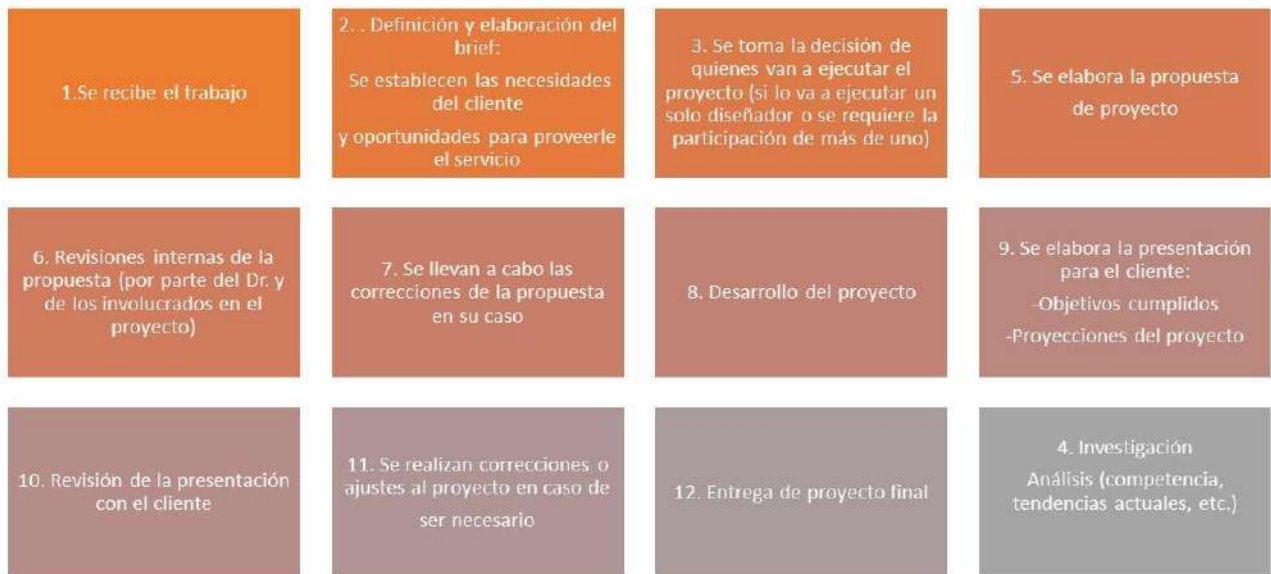 1.Se recibe el trabajo
2. . Definición y elaboración del
brief:
Se establecen las necesidades
del cliente
y oportunidades para proveerle
el servicio
3. Se toma la decisión de
quienes van a ejecutar el
proyecto (si lo va a ejecutar un
solo diseñador o se requiere la
participación de más de uno)
5. Se elabora la propuesta
de proyecto
6. Revisiones internas de la
propuesta (por parte del Dr. y
de los involucrados en el
proyecto)
7. Se llevan a cabo las
correcciones de la propuesta
en su caso
8. Desarrollo del proyecto
9. Se elabora la presentación
para el cliente:
-Objetivos cumplidos
-Proyecciones del proyecto
10. Revisión de la presentación
con el cliente
11. Se realizan correcciones o
ajustes al proyecto en caso de
ser necesario
12. Entrega de proyecto final
4. Investigación
Análisis (competencia,
tendencias actuales, etc.)